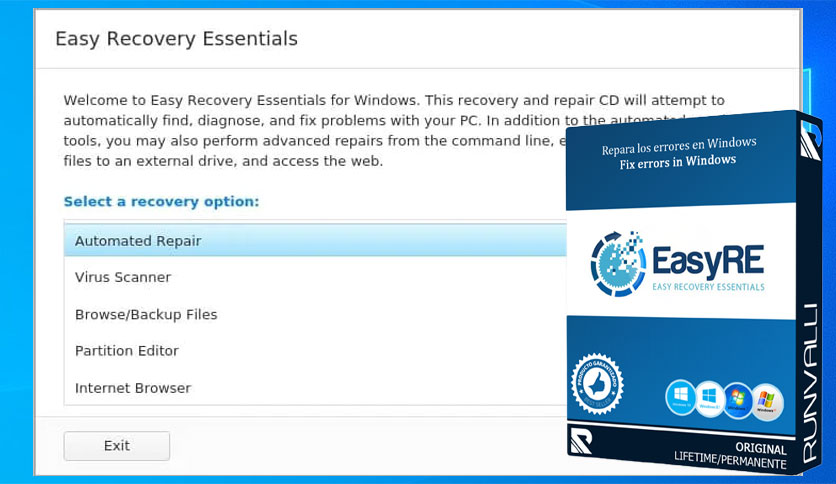 Easy Recovery Essentials
Welcome to Easy Recovery Essentials for Windows. This recovery and repair CD will attempt to
automatically find, diagnose, and fix problems with your PC. In addition to the automated
tools, you may also perform advanced repairs from the command line,
files to an external drive, and access the web.
Select a recovery option:
Automated Repair
Virus Scanner
Browse/Backup Files
Partition Editor
Internet Browser
Exit
Repara los errores en Windows
Fix errors in Windows
EasyRE
EASY RECOVERY ESSENTIALS
PRODUCTO GARANTIZADO
ORIGINAL
LIFETIME/PERMANENTE
RUNVALLI